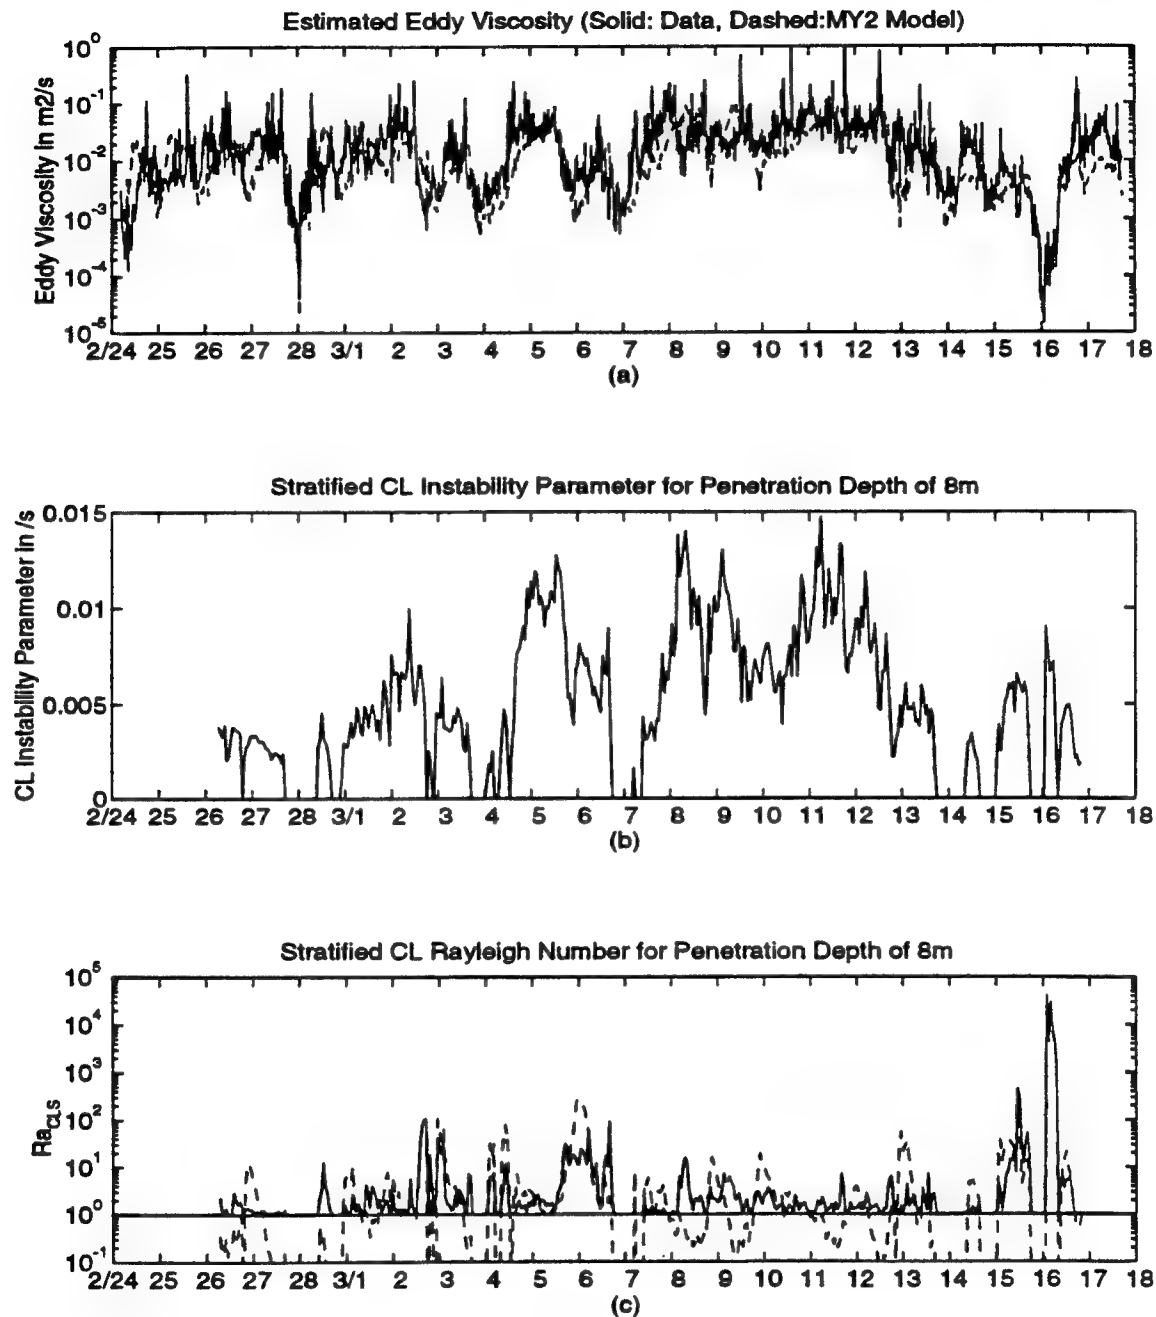 Estimated Eddy Viscosity (Solid: Data, Dashed:MY2 Model)
Eddy Viscosity in m2/s
10^0
10^-1
10^-2
10^-3
10^-4
10^-5
2/24 25 26 27 28 3/1 2 3 4 5 6 7 8 9 10 11 12 13 14 15 16 17 18
(a)
Stratified CL Instability Parameter for Penetration Depth of 8m
CL Instability Parameter in /s
0.015
0.01
0.005
0
2/24 25 26 27 28 3/1 2 3 4 5 6 7 8 9 10 11 12 13 14 15 16 17 18
(b)
Stratified CL Rayleigh Number for Penetration Depth of 8m
Ra_CLS
10^5
10^4
10^3
10^2
10^1
10^0
10^-1
2/24 25 26 27 28 3/1 2 3 4 5 6 7 8 9 10 11 12 13 14 15 16 17 18
(c)